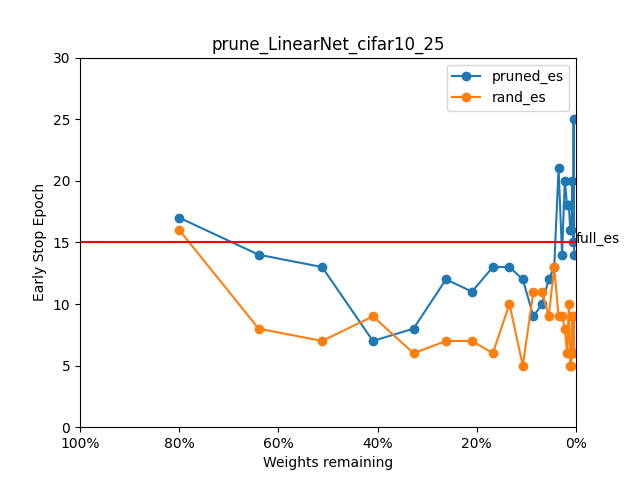 prune_LinearNet_cifar10_25
pruned_es
rand_es
full_es
30
25
20
15
10
5
0
Early Stop Epoch
100%
80%
60%
40%
20%
0%
Weights remaining